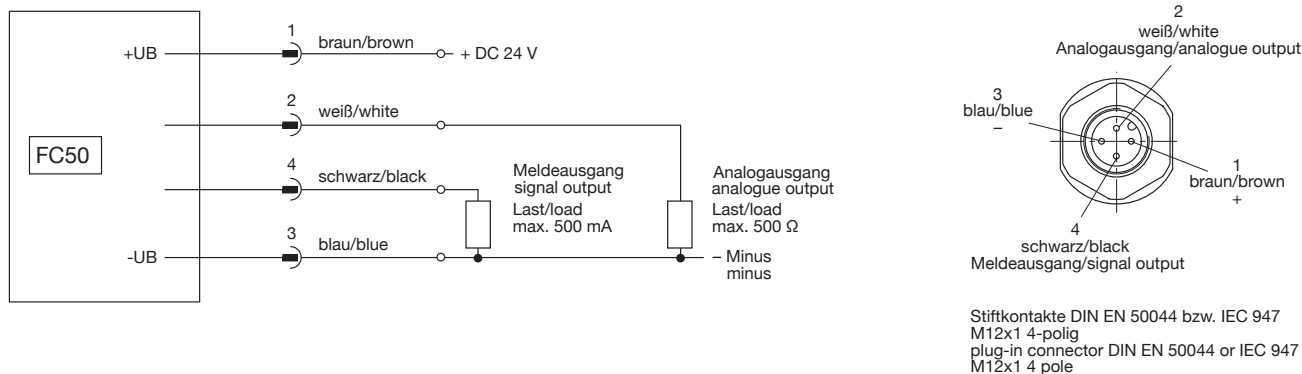 +UB
1
braun/brown
+ DC 24 V
2
weiß/white
FC50
4
schwarz/black
Meldeausgang
signal output
Last/load
max. 500 mA
Analogausgang
analogue output
Last/load
max. 500 Ω
3
blau/blue
-UB
– Minus
minus
2
weiß/white
Analogausgang/analogue output
3
blau/blue
–
1
braun/brown
+
4
schwarz/black
Meldeausgang/signal output
Stiftkontakte DIN EN 50044 bzw. IEC 947
M12x1 4-polig
plug-in connector DIN EN 50044 or IEC 947
M12x1 4 pole